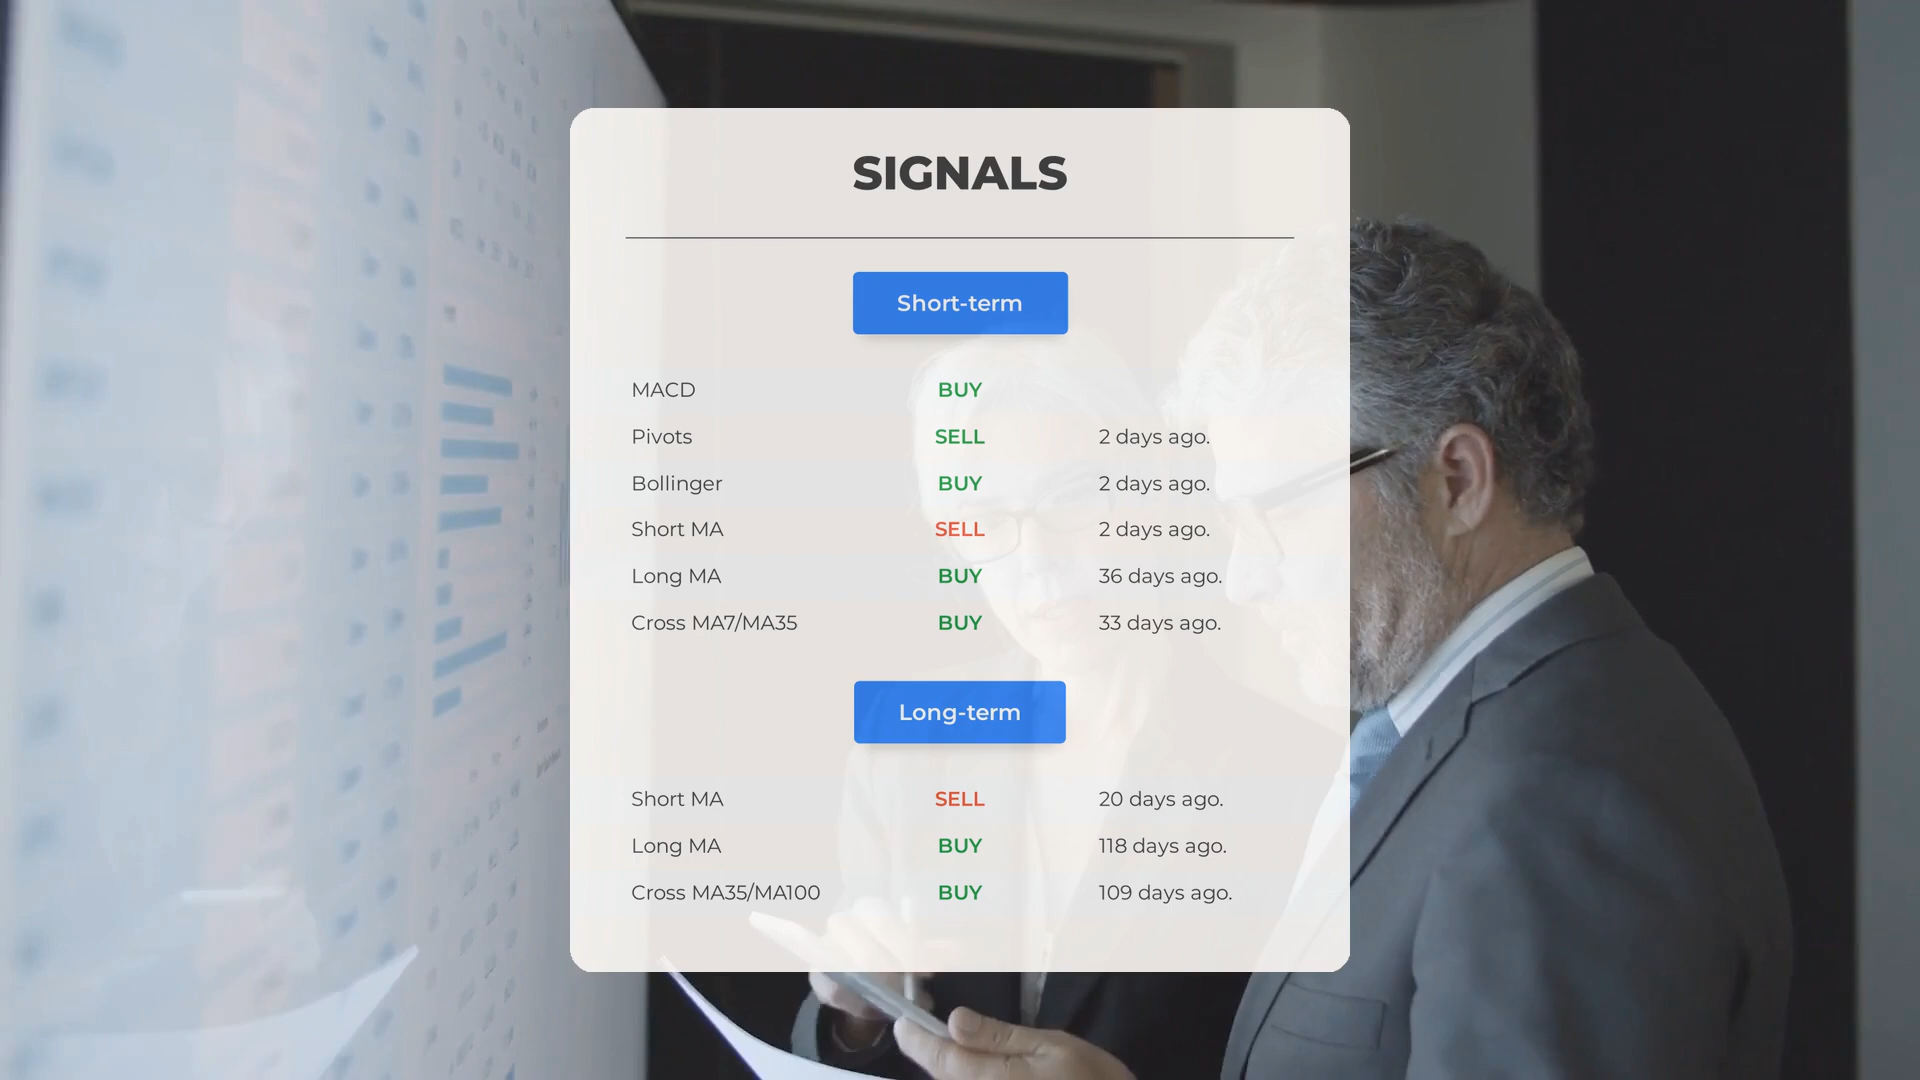 SIGNALS
Short-term
MACD BUY
Pivots SELL 2 days ago.
Bollinger BUY 2 days ago.
Short MA SELL 2 days ago.
Long MA BUY 36 days ago.
Cross MA7/MA35 BUY 33 days ago.
Long-term
Short MA SELL 20 days ago.
Long MA BUY 118 days ago.
Cross MA35/MA100 BUY 109 days ago.